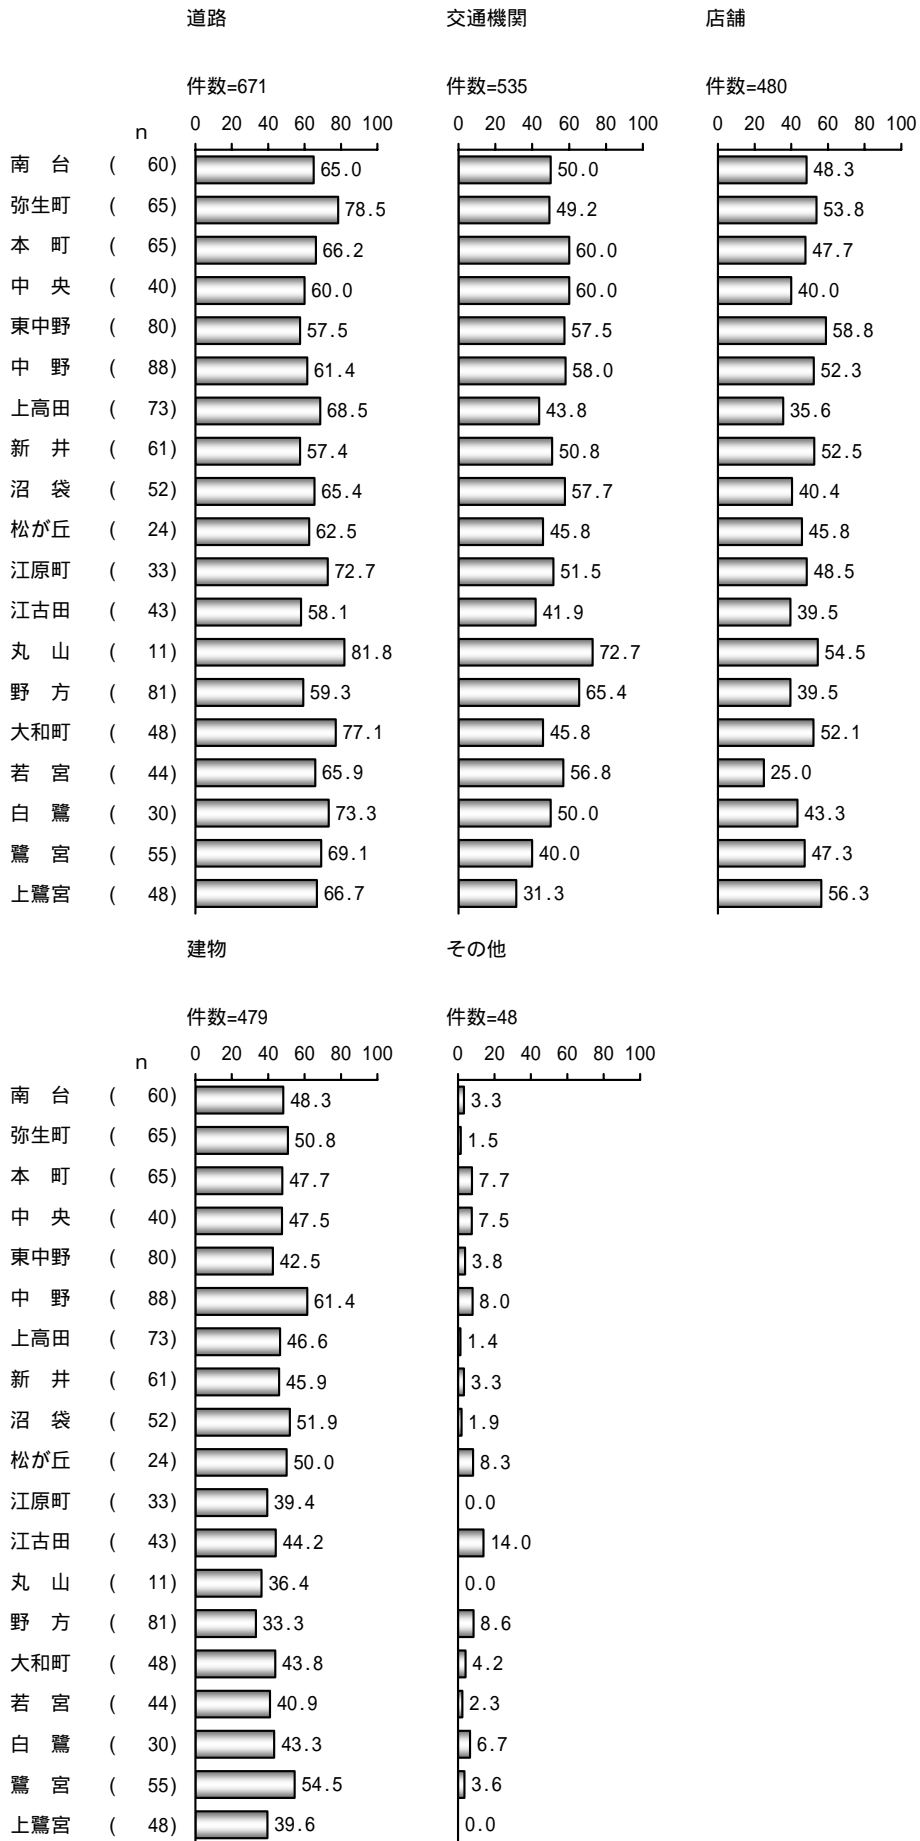 道路 交通機関 店舗
件数=671 件数=535 件数=480
n 0 20 40 60 80 100 0 20 40 60 80 100 0 20 40 60 80 100
南 台 ( 60) 65.0 50.0 48.3
弥生町 ( 65) 78.5 49.2 53.8
本 町 ( 65) 66.2 60.0 47.7
中 央 ( 40) 60.0 60.0 40.0
東中野 ( 80) 57.5 57.5 58.8
中 野 ( 88) 61.4 58.0 52.3
上高田 ( 73) 68.5 43.8 35.6
新 井 ( 61) 57.4 50.8 52.5
沼 袋 ( 52) 65.4 57.7 40.4
松が丘 ( 24) 62.5 45.8 45.8
江原町 ( 33) 72.7 51.5 48.5
江古田 ( 43) 58.1 41.9 39.5
丸 山 ( 11) 81.8 72.7 54.5
野 方 ( 81) 59.3 65.4 39.5
大和町 ( 48) 77.1 45.8 52.1
若 宮 ( 44) 65.9 56.8 25.0
白 鷺 ( 30) 73.3 50.0 43.3
鷺 宮 ( 55) 69.1 40.0 47.3
上鷺宮 ( 48) 66.7 31.3 56.3
建物 その他
件数=479 件数=48
n 0 20 40 60 80 100 0 20 40 60 80 100
南 台 ( 60) 48.3 3.3
弥生町 ( 65) 50.8 1.5
本 町 ( 65) 47.7 7.7
中 央 ( 40) 47.5 7.5
東中野 ( 80) 42.5 3.8
中 野 ( 88) 61.4 8.0
上高田 ( 73) 46.6 1.4
新 井 ( 61) 45.9 3.3
沼 袋 ( 52) 51.9 1.9
松が丘 ( 24) 50.0 8.3
江原町 ( 33) 39.4 0.0
江古田 ( 43) 44.2 14.0
丸 山 ( 11) 36.4 0.0
野 方 ( 81) 33.3 8.6
大和町 ( 48) 43.8 4.2
若 宮 ( 44) 40.9 2.3
白 鷺 ( 30) 43.3 6.7
鷺 宮 ( 55) 54.5 3.6
上鷺宮 ( 48) 39.6 0.0